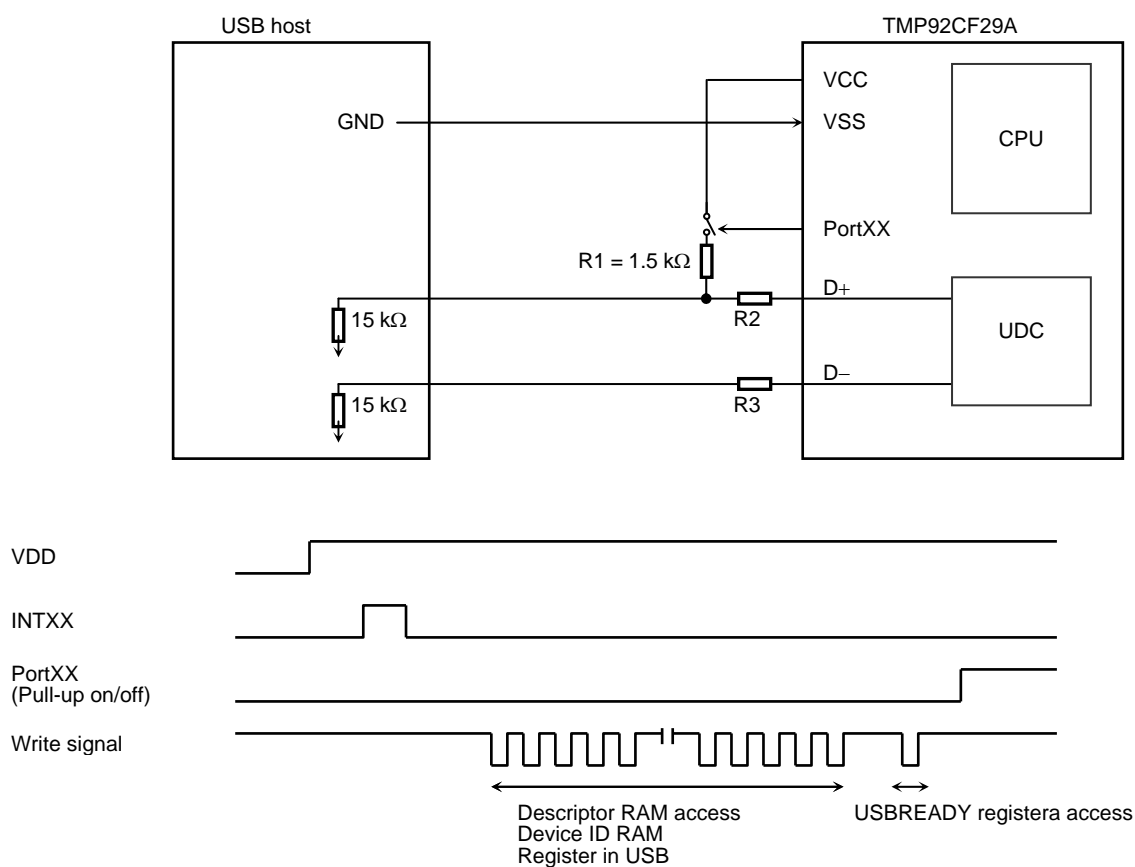 USB host
TMP92CF29A
VCC
GND
VSS
CPU
PortXX
R1 = 1.5 kΩ
D+
15 kΩ
R2
UDC
D−
15 kΩ
R3
VDD
INTXX
PortXX
(Pull-up on/off)
Write signal
Descriptor RAM access
Device ID RAM
Register in USB
USBREADY registera access